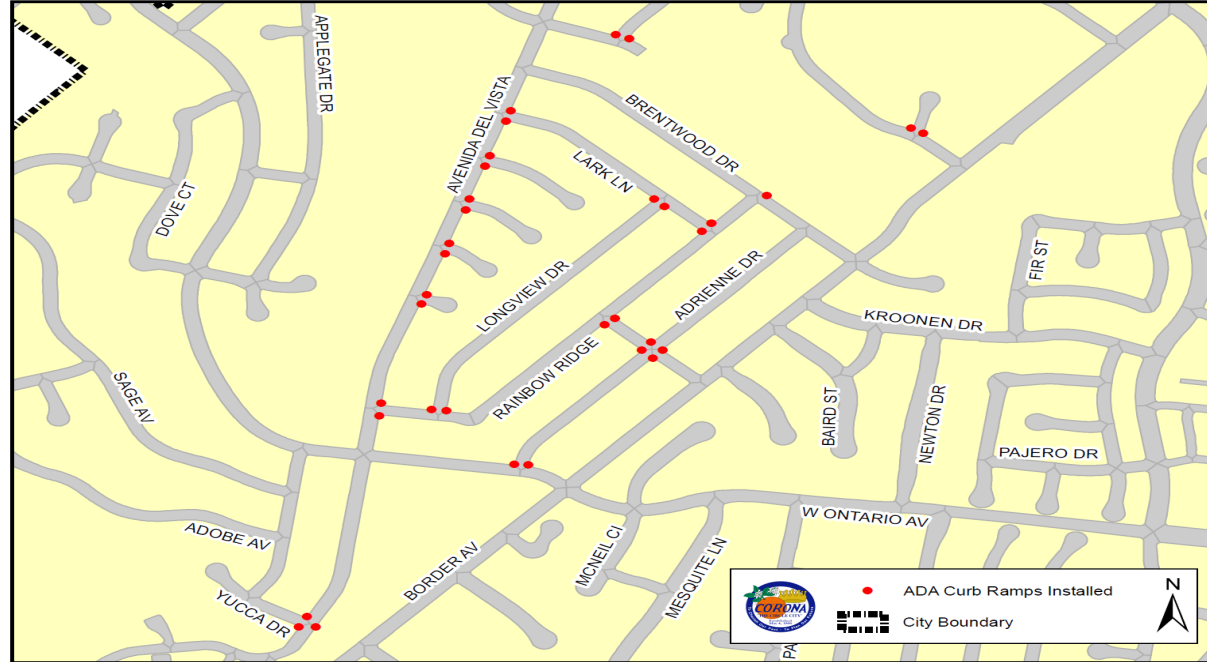 APPLEGATE DR
AVENIDA DEL VISTA
BRENTWOOD DR
LARK LN
DOVE CT
FIR ST
LONGVIEW DR
ADRIENNE DR
KROONEN DR
RAINBOW RIDGE
SAGE AV
BAIRD ST
NEWTON DR
PAJERO DR
W ONTARIO AV
ADOBE AV
BORDER AV
MCNEIL CI
MESQUITE LN
YUCCA DR
PA
CORONA
ADA Curb Ramps Installed
City Boundary
N